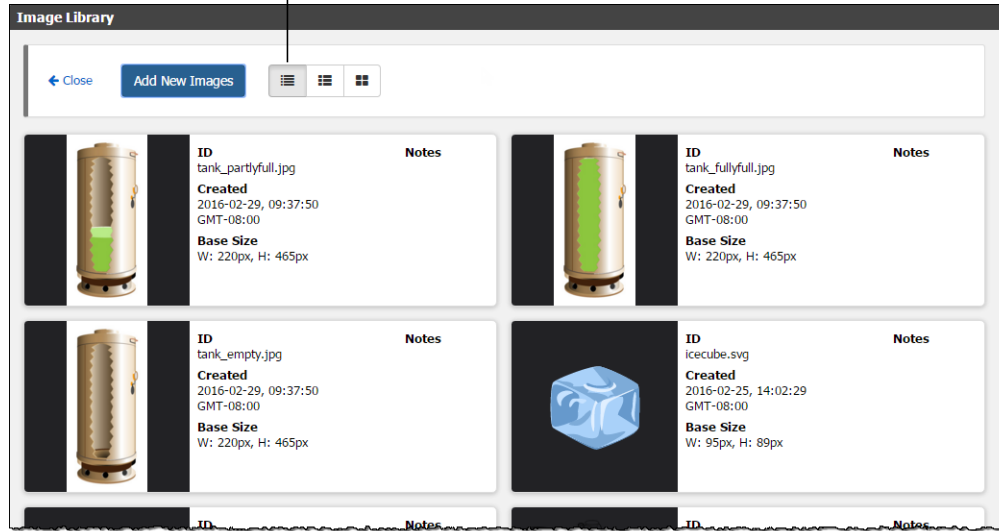 Image Library
Close
Add New Images
ID
Notes
tank_partlyfull.jpg
Created
2016-02-29, 09:37:50
GMT-08:00
Base Size
W: 220px, H: 465px
ID
Notes
tank_fullyfull.jpg
Created
2016-02-29, 09:37:50
GMT-08:00
Base Size
W: 220px, H: 465px
ID
Notes
tank_empty.jpg
Created
2016-02-29, 09:37:50
GMT-08:00
Base Size
W: 220px, H: 465px
ID
Notes
icecube.svg
Created
2016-02-25, 14:02:29
GMT-08:00
Base Size
W: 95px, H: 89px
ID
Notes
ID
Notes